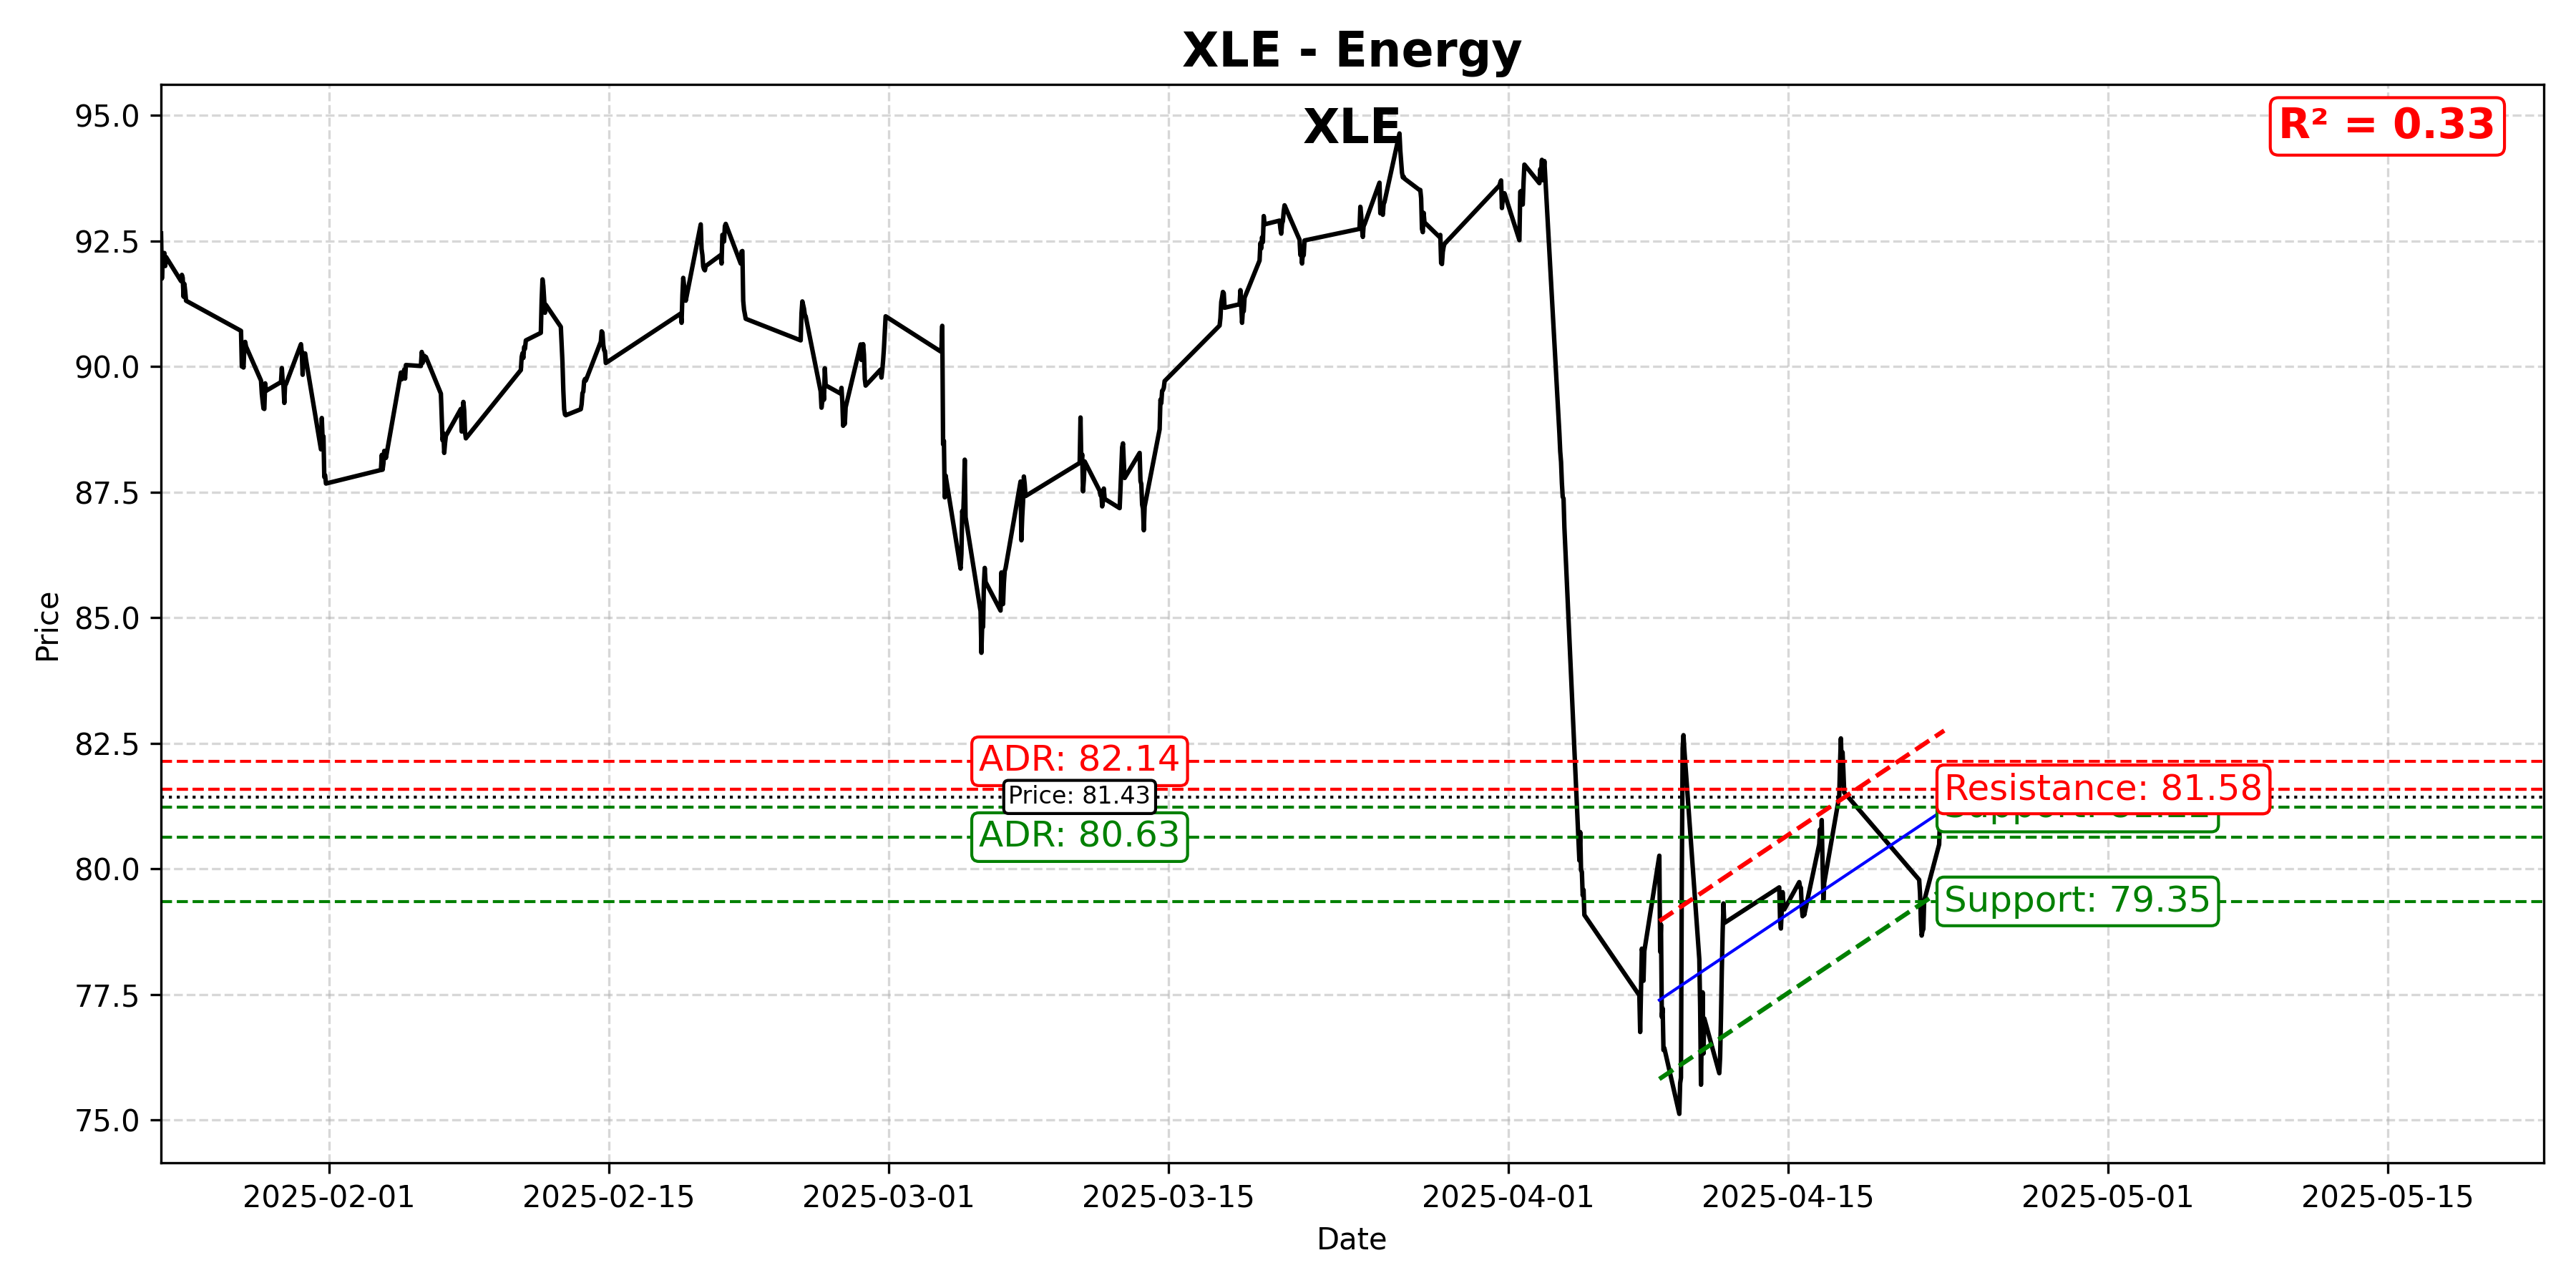 XLE - Energy
XLE
R² = 0.33
95.0
92.5
90.0
87.5
85.0
82.5
80.0
77.5
75.0
Price
ADR: 82.14
Price: 81.43
ADR: 80.63
Resistance: 81.58
Support: 79.35
2025-02-01
2025-02-15
2025-03-01
2025-03-15
2025-04-01
2025-04-15
2025-05-01
2025-05-15
Date